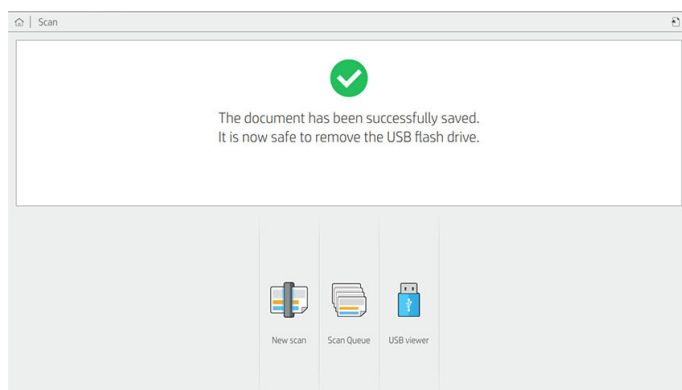 Scan
The document has been successfully saved.
It is now safe to remove the USB flash drive.
New scan
Scan Queue
USB viewer